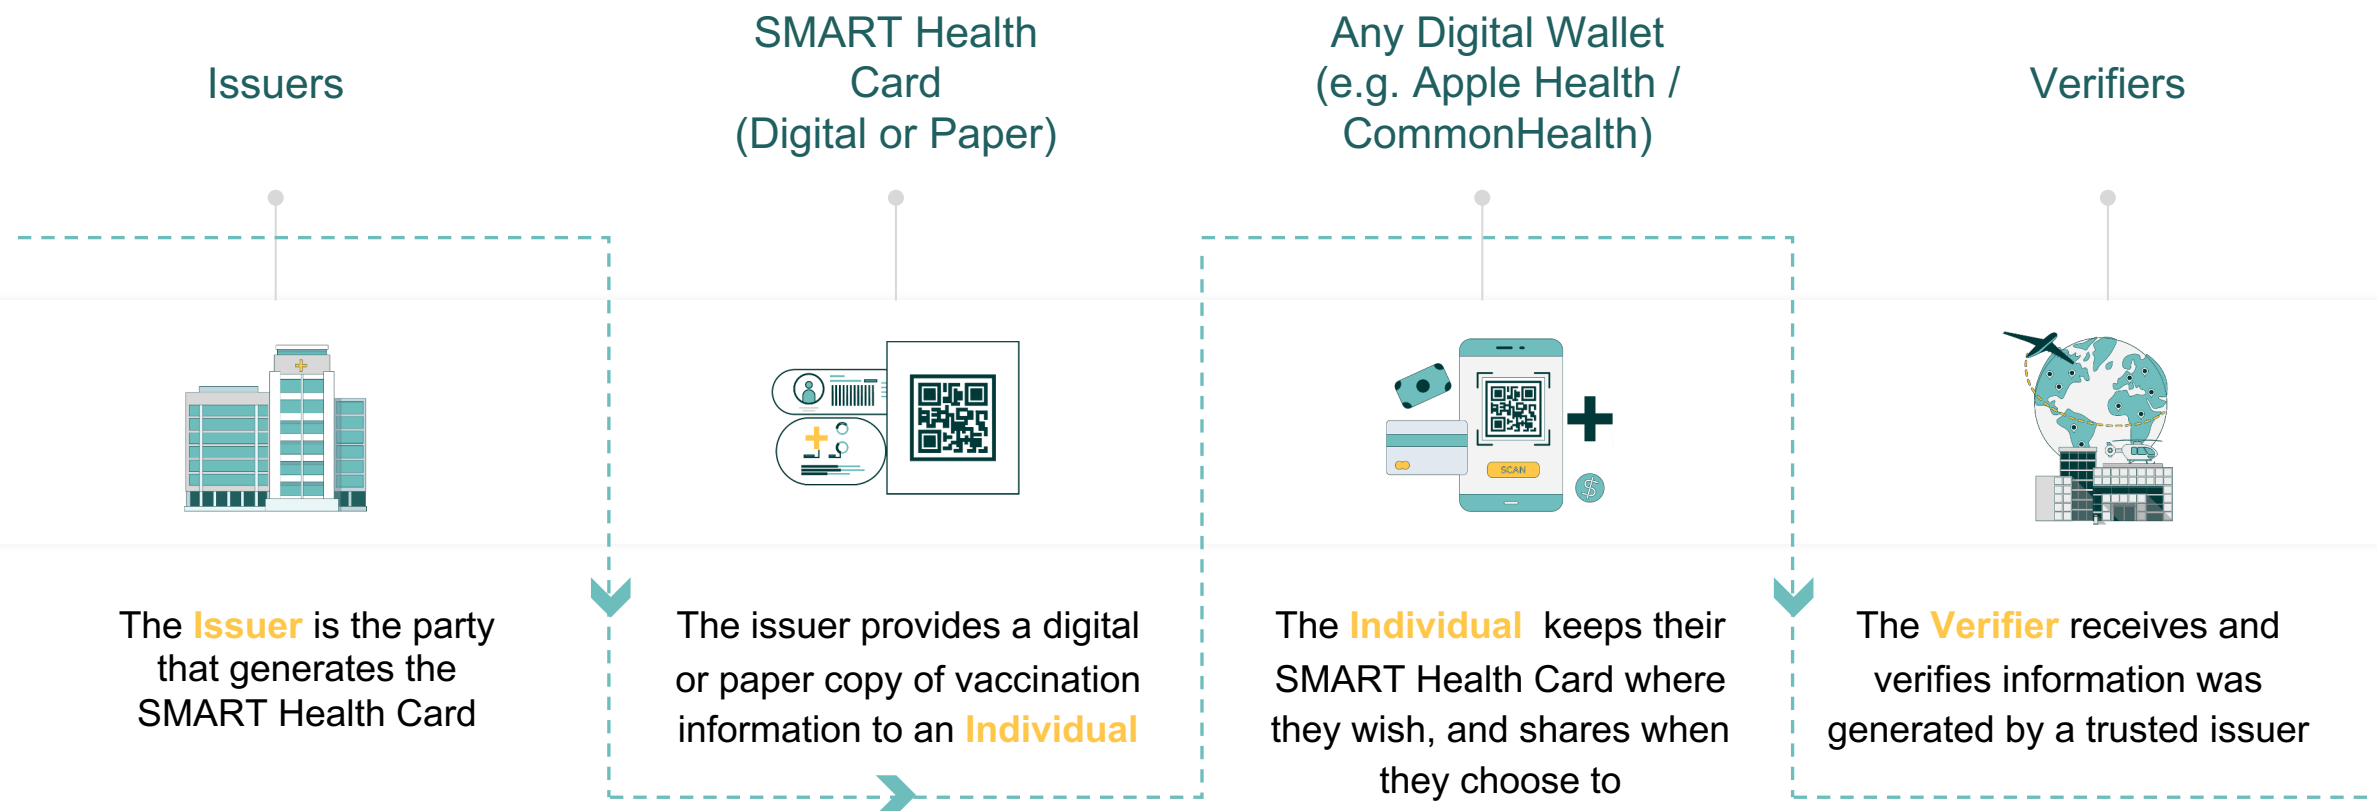 Issuers
SMART Health
Card
(Digital or Paper)
Any Digital Wallet
(e.g. Apple Health /
CommonHealth)
Verifiers
SCAN
$
The Issuer is the party
that generates the
SMART Health Card
The issuer provides a digital
or paper copy of vaccination
information to an Individual
The Individual keeps their
SMART Health Card where
they wish, and shares when
they choose to
The Verifier receives and
verifies information was
generated by a trusted issuer